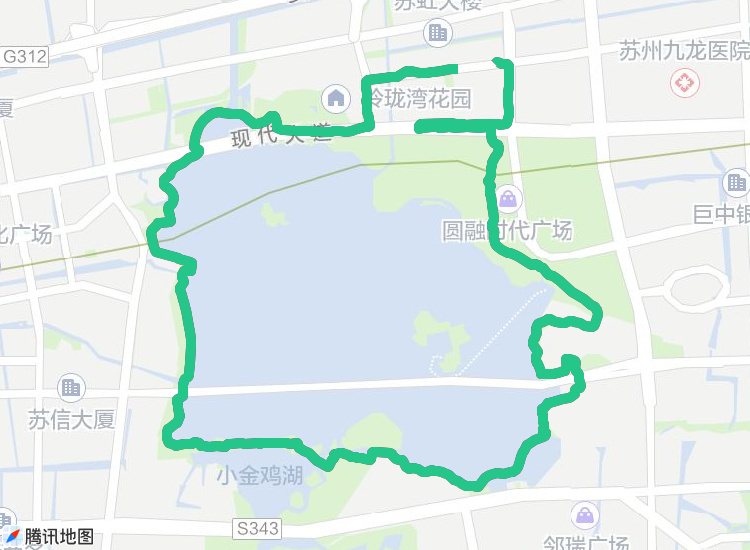 苏虹大楼
G312
苏州九龙医院
玲珑湾花园
厦
现代大道
北广场
圆融时代广场
巨中银
苏信大厦
小金鸡湖
S343
腾讯地图
邻瑞广场